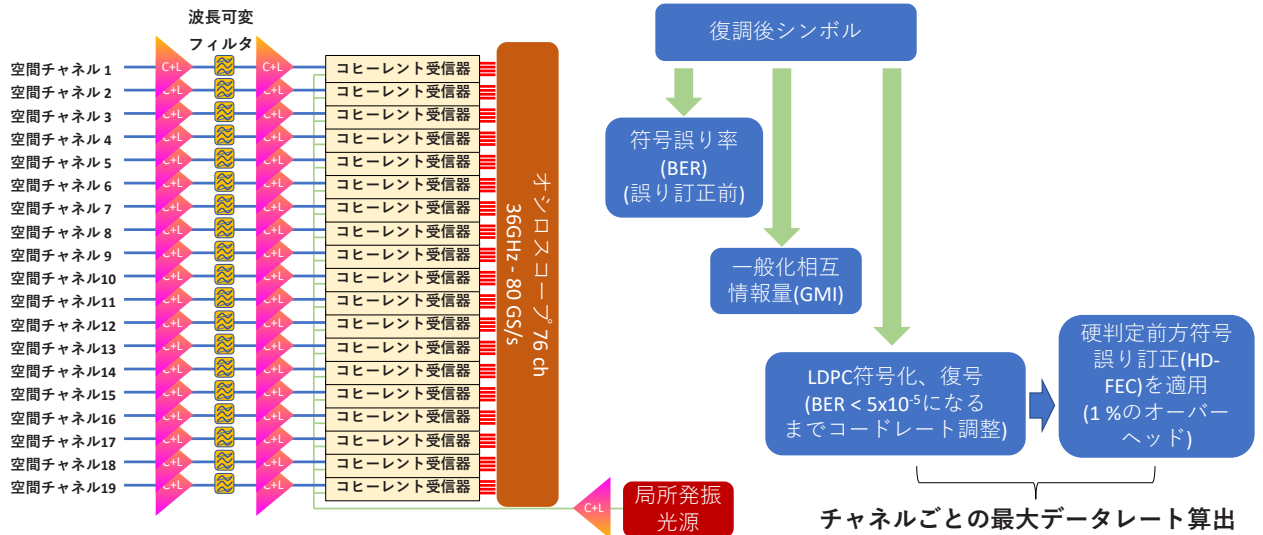 波長可変
フィルタ
空間チャネル 1
C+L
C+L
コヒーレント受信器
空間チャネル 2
C+L
C+L
コヒーレント受信器
空間チャネル 3
C+L
C+L
コヒーレント受信器
空間チャネル 4
C+L
C+L
コヒーレント受信器
空間チャネル 5
C+L
C+L
コヒーレント受信器
空間チャネル 6
C+L
C+L
コヒーレント受信器
空間チャネル 7
C+L
C+L
コヒーレント受信器
空間チャネル 8
C+L
C+L
コヒーレント受信器
空間チャネル 9
C+L
C+L
コヒーレント受信器
空間チャネル10
C+L
C+L
コヒーレント受信器
空間チャネル11
C+L
C+L
コヒーレント受信器
空間チャネル12
C+L
C+L
コヒーレント受信器
空間チャネル13
C+L
C+L
コヒーレント受信器
空間チャネル14
C+L
C+L
コヒーレント受信器
空間チャネル15
C+L
C+L
コヒーレント受信器
空間チャネル16
C+L
C+L
コヒーレント受信器
空間チャネル17
C+L
C+L
コヒーレント受信器
空間チャネル18
C+L
C+L
コヒーレント受信器
空間チャネル19
C+L
C+L
コヒーレント受信器
オシロスコープ 76 ch
36GHz - 80 GS/s
C+L
局所発振
光源
復調後シンボル
符号誤り率
(BER)
(誤り訂正前)
一般化相互
情報量(GMI)
LDPC符号化、復号
(BER < 5x10⁻⁵になる
までコードレート調整)
硬判定前方符号
誤り訂正(HD-
FEC)を適用
(1 %のオーバー
ヘッド)
チャネルごとの最大データレート算出